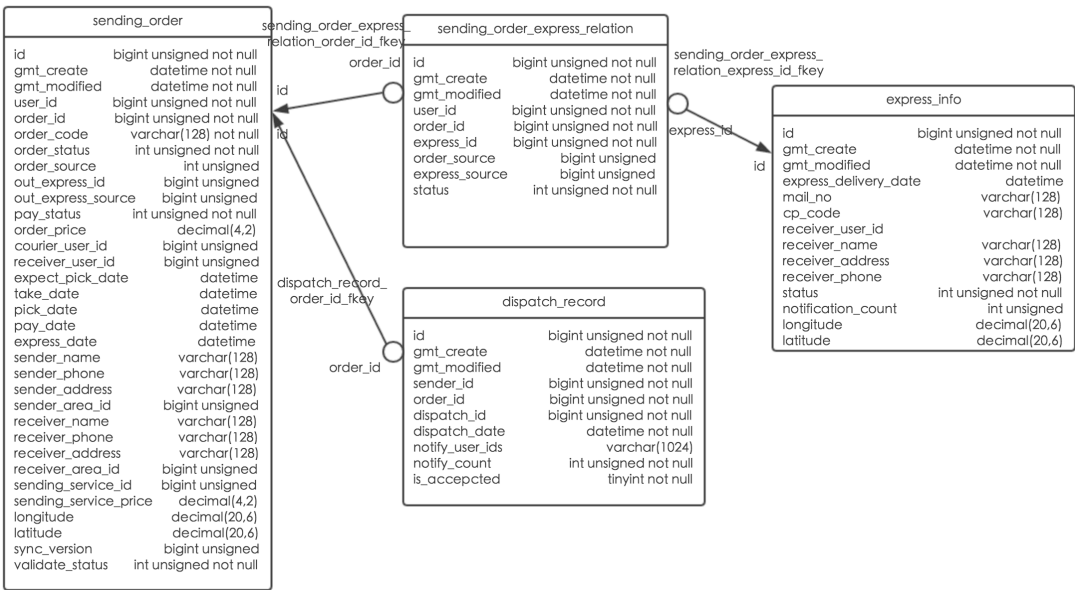 sending_order
id bigint unsigned not null
gmt_create datetime not null
gmt_modified datetime not null
user_id bigint unsigned not null
order_id bigint unsigned not null
order_code varchar(128) not null
order_status int unsigned not null
order_source int unsigned
out_express_id bigint unsigned
out_express_source bigint unsigned
pay_status int unsigned not null
order_price decimal(4,2)
courier_user_id bigint unsigned
receiver_user_id bigint unsigned
expect_pick_date datetime
take_date datetime
pick_date datetime
pay_date datetime
express_date datetime
sender_name varchar(128)
sender_phone varchar(128)
sender_address varchar(128)
sender_area_id bigint unsigned
receiver_name varchar(128)
receiver_phone varchar(128)
receiver_address varchar(128)
receiver_area_id bigint unsigned
sending_service_id bigint unsigned
sending_service_price decimal(4,2)
longitude decimal(20,6)
latitude decimal(20,6)
sync_version bigint unsigned
validate_status int unsigned not null
sending_order_express_
relation_order_id_fkey
order_id
id
id
dispatch_record_
order_id_fkey
order_id
sending_order_express_relation
id bigint unsigned not null
gmt_create datetime not null
gmt_modified datetime not null
user_id bigint unsigned not null
order_id bigint unsigned not null
express_id bigint unsigned not null
order_source bigint unsigned
express_source bigint unsigned
status int unsigned not null
dispatch_record
id bigint unsigned not null
gmt_create datetime not null
gmt_modified datetime not null
sender_id bigint unsigned not null
order_id bigint unsigned not null
dispatch_id bigint unsigned not null
dispatch_date datetime not null
notify_user_ids varchar(1024)
notify_count int unsigned not null
is_accepcted tinyint not null
sending_order_express_
relation_express_id_fkey
express_id
id
express_info
id bigint unsigned not null
gmt_create datetime not null
gmt_modified datetime not null
express_delivery_date datetime
mail_no varchar(128)
cp_code varchar(128)
receiver_user_id
receiver_name varchar(128)
receiver_address varchar(128)
receiver_phone varchar(128)
status int unsigned not null
notification_count int unsigned
longitude decimal(20,6)
latitude decimal(20,6)